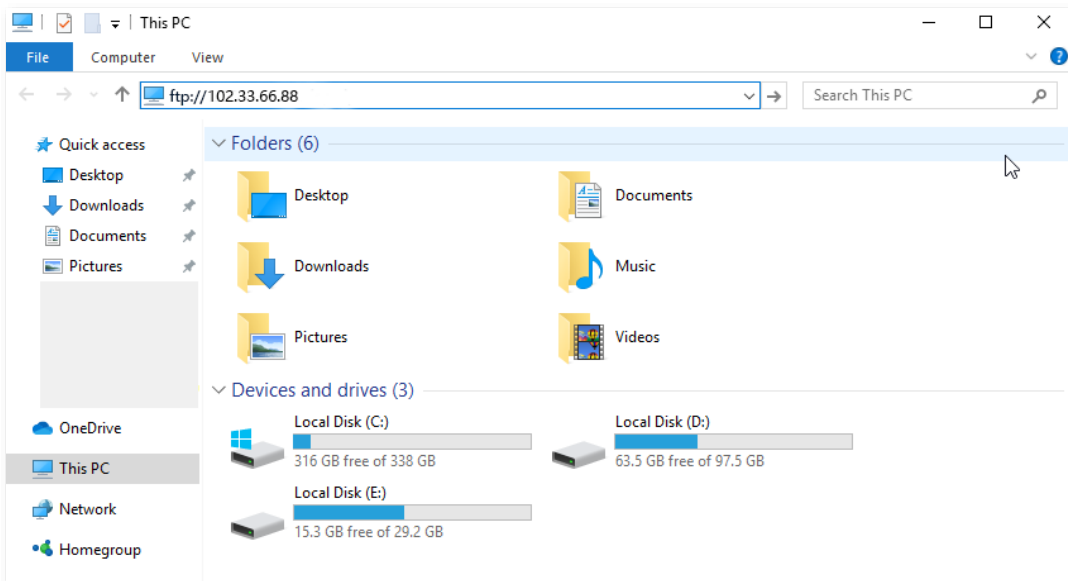 This PC
File Computer View
ftp://102.33.66.88 Search This PC
Quick access
Desktop
Downloads
Documents
Pictures
OneDrive
This PC
Network
Homegroup
Folders (6)
Desktop Documents
Downloads Music
Pictures Videos
Devices and drives (3)
Local Disk (C:)
316 GB free of 338 GB
Local Disk (D:)
63.5 GB free of 97.5 GB
Local Disk (E:)
15.3 GB free of 29.2 GB